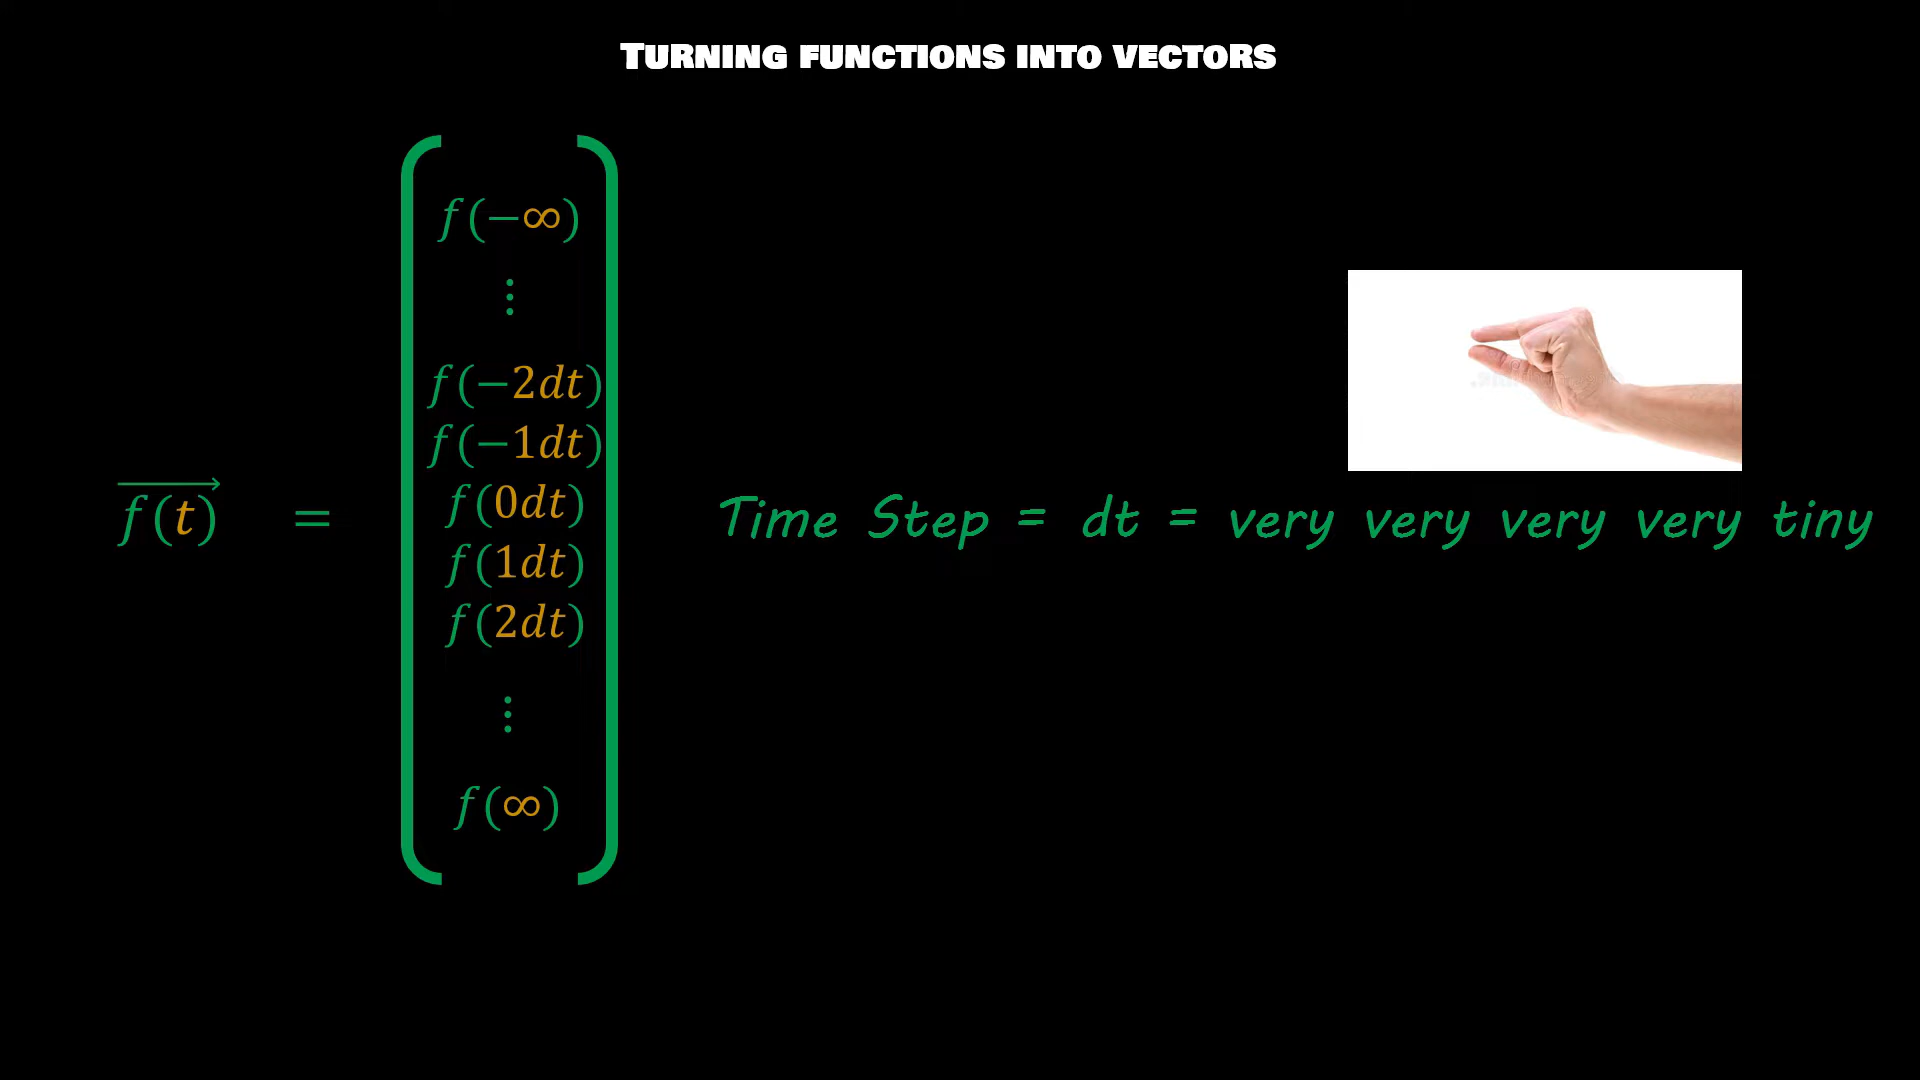 TURNING FUNCTIONS INTO VECTORS
f(−∞)
⋮
f(−2dt)
f(−1dt)
f(t) =
f(0dt)
Time Step = dt = very very very very tiny
f(1dt)
f(2dt)
⋮
f(∞)